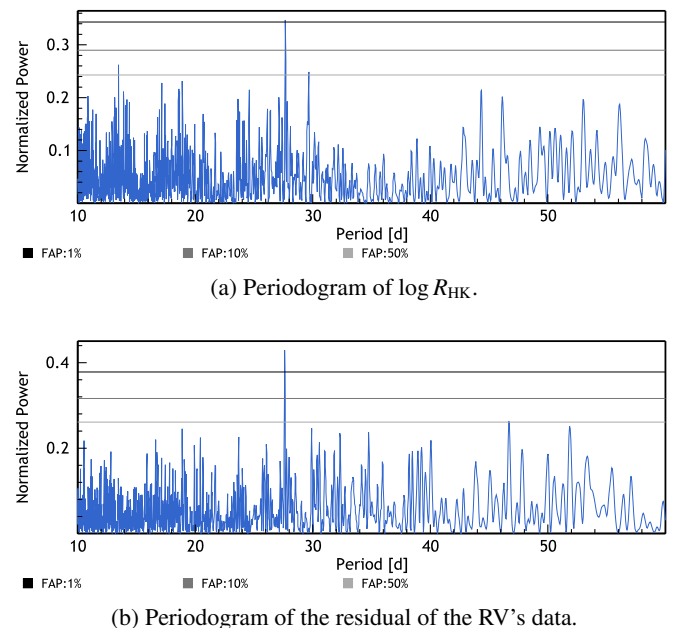 Normalized Power
0.3
0.2
0.1
10 20 30 40 50
Period [d]
FAP:1% FAP:10% FAP:50%
(a) Periodogram of log R_HK.
Normalized Power
0.4
0.2
10 20 30 40 50
Period [d]
FAP:1% FAP:10% FAP:50%
(b) Periodogram of the residual of the RV's data.